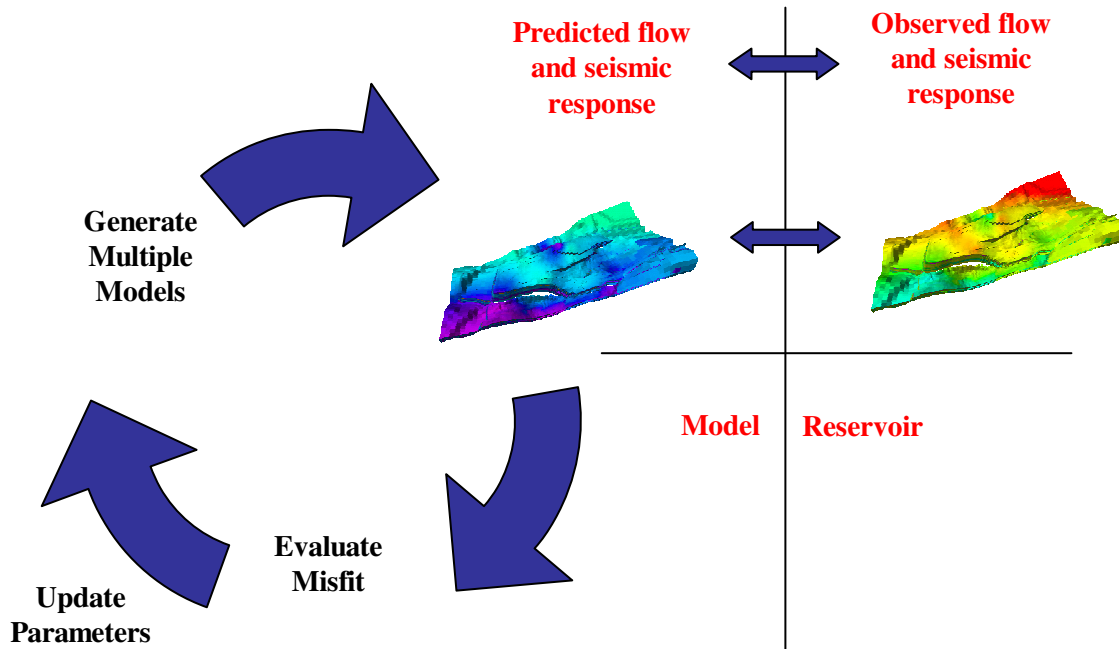 Predicted flow
and seismic
response
Observed flow
and seismic
response
Generate
Multiple
Models
Model
Reservoir
Evaluate
Misfit
Update
Parameters